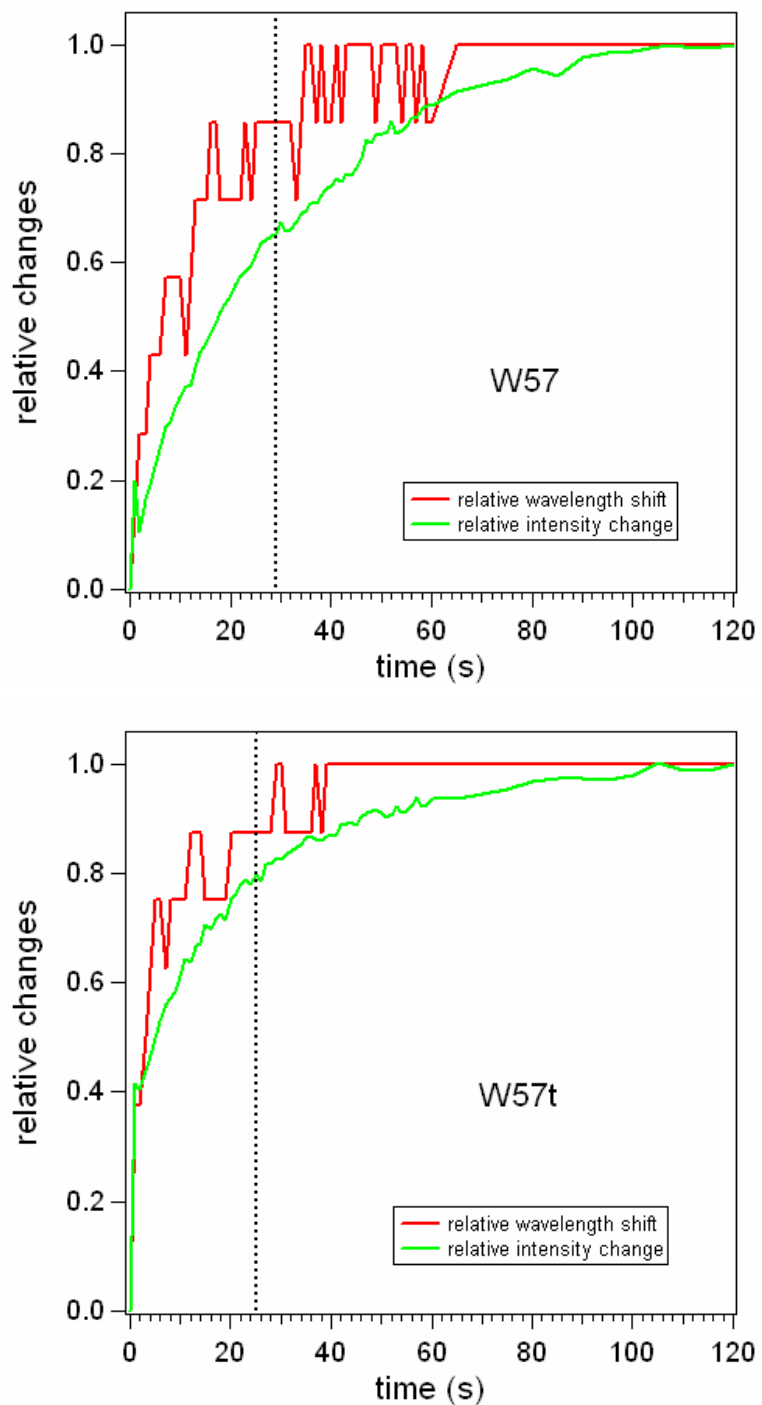 1.0
0.8
0.6
0.4
0.2
0.0
relative changes
W57
relative wavelength shift
relative intensity change
0 20 40 60 80 100 120
time (s)
1.0
0.8
0.6
0.4
0.2
0.0
relative changes
W57t
relative wavelength shift
relative intensity change
0 20 40 60 80 100 120
time (s)